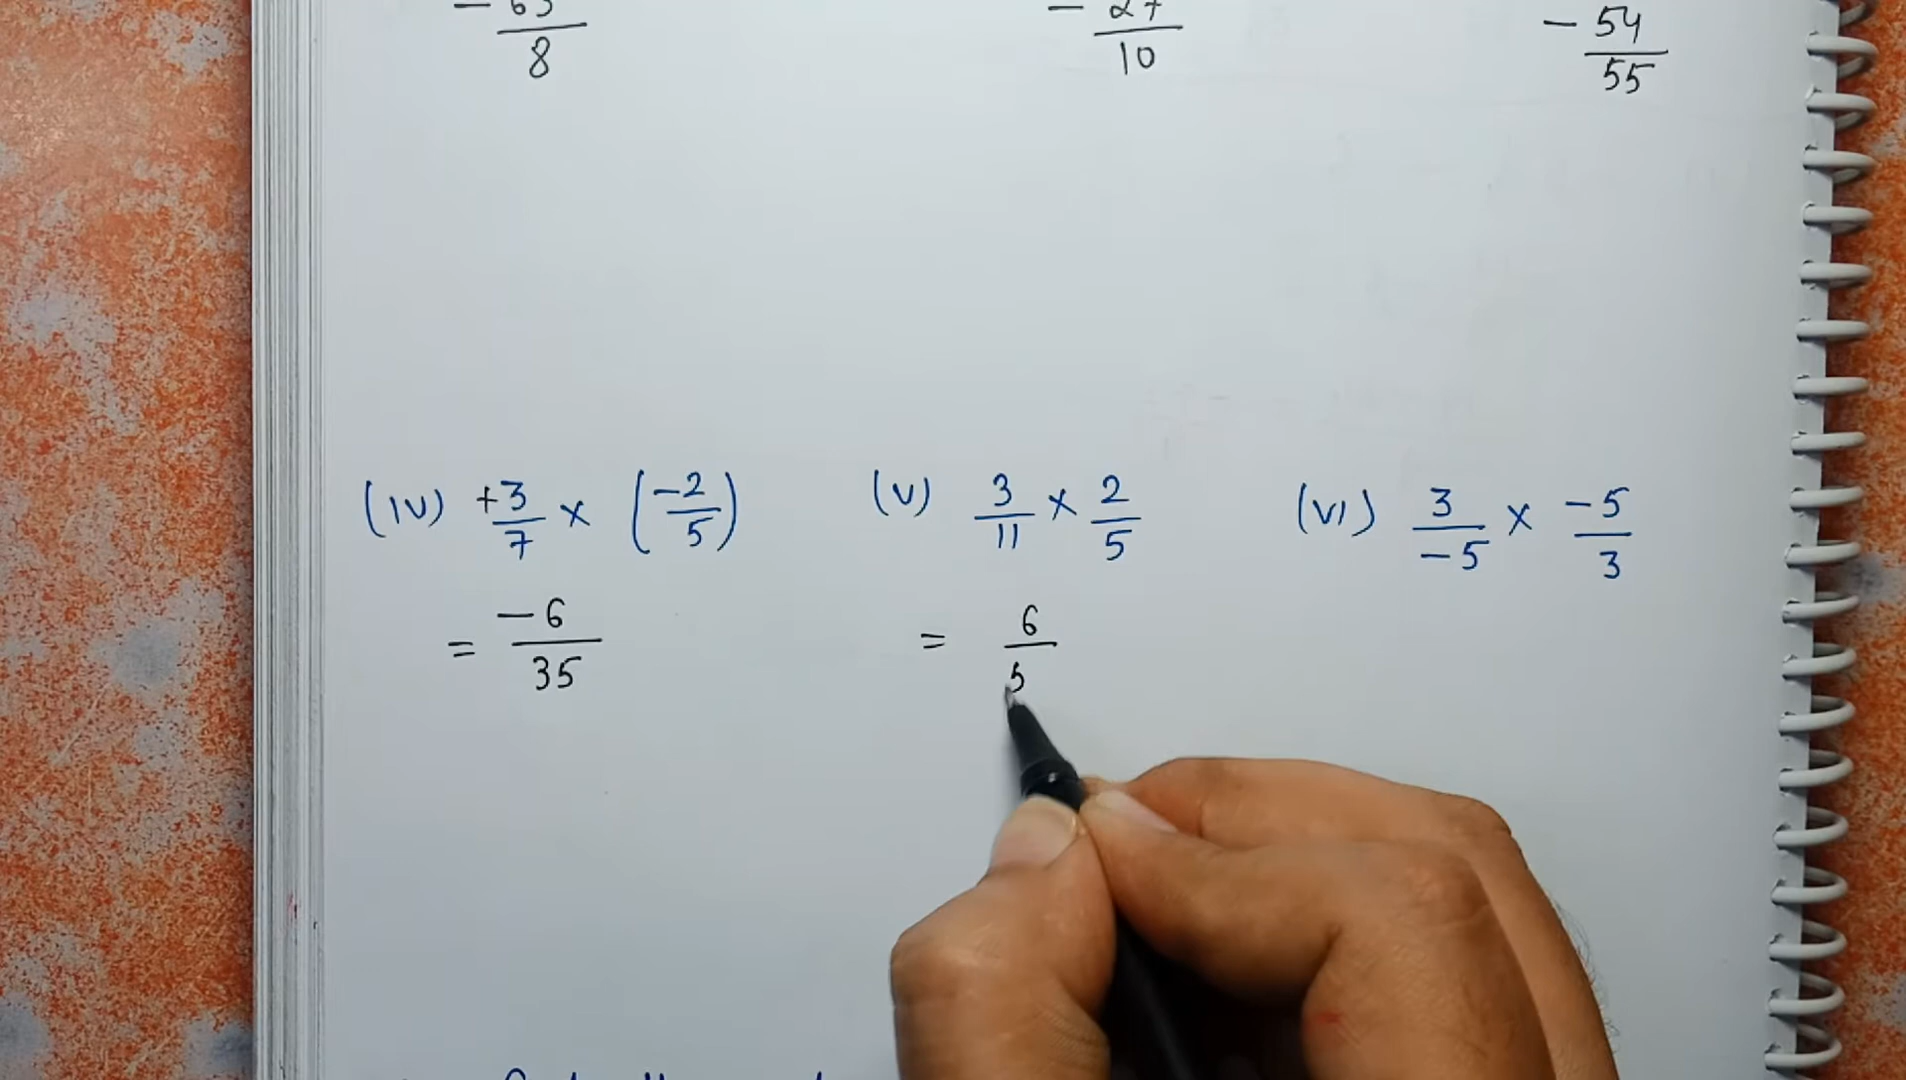 8 10 - 54/55
(IV) +3/7 × (-2/5) (V) 3/11 × 2/5 (VI) 3/-5 × -5/3
= -6/35 = 6/5